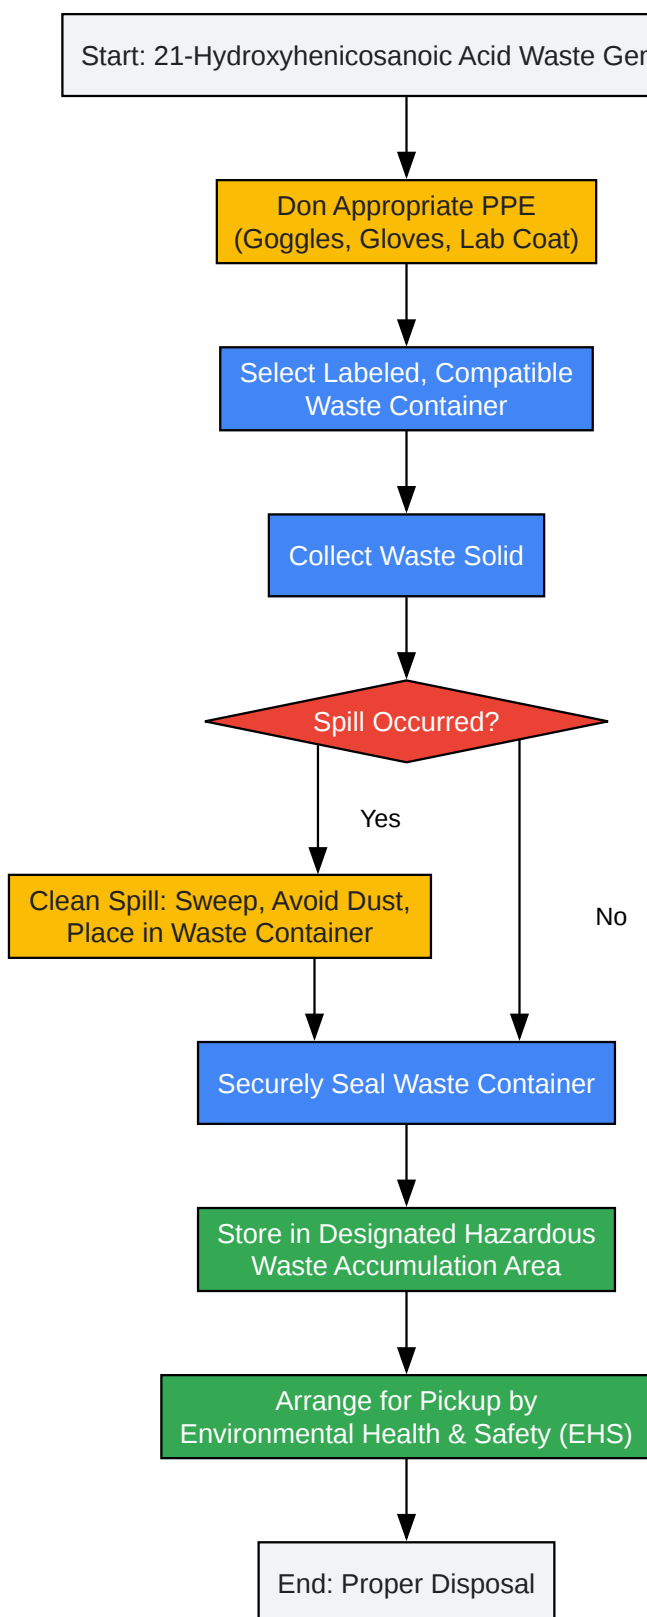 Start: 21-Hydroxyhenicosanoic Acid Waste
Don Appropriate PPE
(Goggles, Gloves, Lab Coat)
Select Labeled, Compatible
Waste Container
Collect Waste Solid
Spill Occurred?
Yes
Clean Spill: Sweep, Avoid Dust,
Place in Waste Container
No
Securely Seal Waste Container
Store in Designated Hazardous
Waste Accumulation Area
Arrange for Pickup by
Environmental Health & Safety (EHS)
End: Proper Disposal